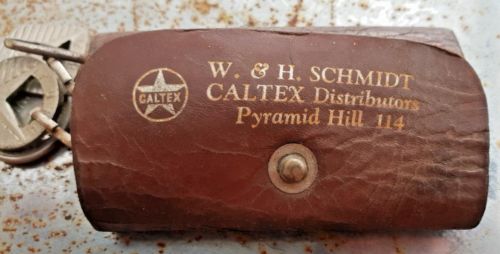 CALTEX
W. & H. SCHMIDT
CALTEX Distributors
Pyramid Hill 114